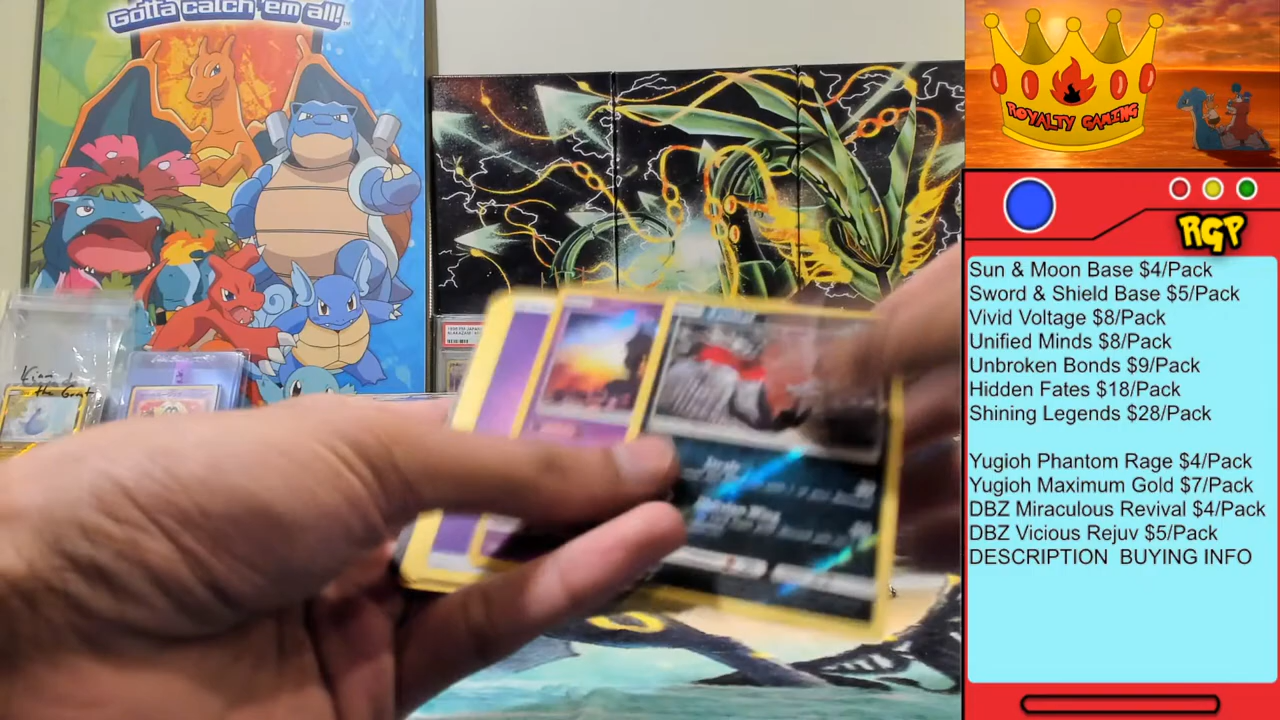 Gotta catch 'em all!
ROYALTY GAMING
RGP
Sun & Moon Base $4/Pack
Sword & Shield Base $5/Pack
Vivid Voltage $8/Pack
Unified Minds $8/Pack
Unbroken Bonds $9/Pack
Hidden Fates $18/Pack
Shining Legends $28/Pack
Yugioh Phantom Rage $4/Pack
Yugioh Maximum Gold $7/Pack
DBZ Miraculous Revival $4/Pack
DBZ Vicious Rejuv $5/Pack
DESCRIPTION BUYING INFO
the Great